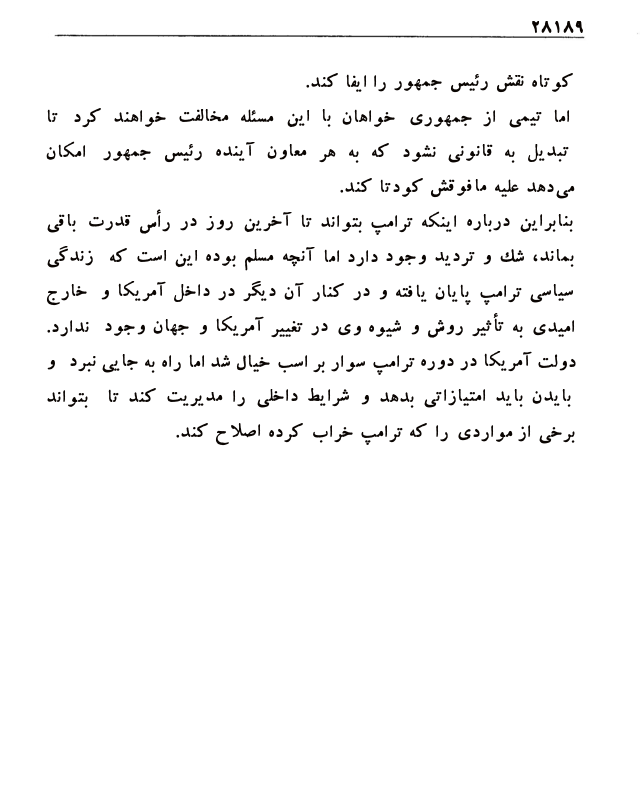 ۲۸۱۸۹
کوتاه نقش رئیس جمهور را ایفا کند.
اما تیمی از جمهوری خواهان با این مسئله مخالفت خواهند کرد تا
تبدیل به قانونی نشود که به هر معاون آینده رئیس جمهور امکان
می‌دهد علیه مافوقش کودتا کند.
بنابراین درباره اینکه ترامپ بتواند تا آخرین روز در رأس قدرت باقی
بماند، شك و تردید وجود دارد اما آنچه مسلم بوده این است که زندگی
سیاسی ترامپ پایان یافته و در کنار آن دیگر در داخل آمریکا و خارج
امیدی به تأثیر روش و شیوه وی در تغییر آمریکا و جهان وجود ندارد.
دولت آمریکا در دوره ترامپ سوار بر اسب خیال شد اما راه به جایی نبرد و
بایدن باید امتیازاتی بدهد و شرایط داخلی را مدیریت کند تا بتواند
برخی از مواردی را که ترامپ خراب کرده اصلاح کند.